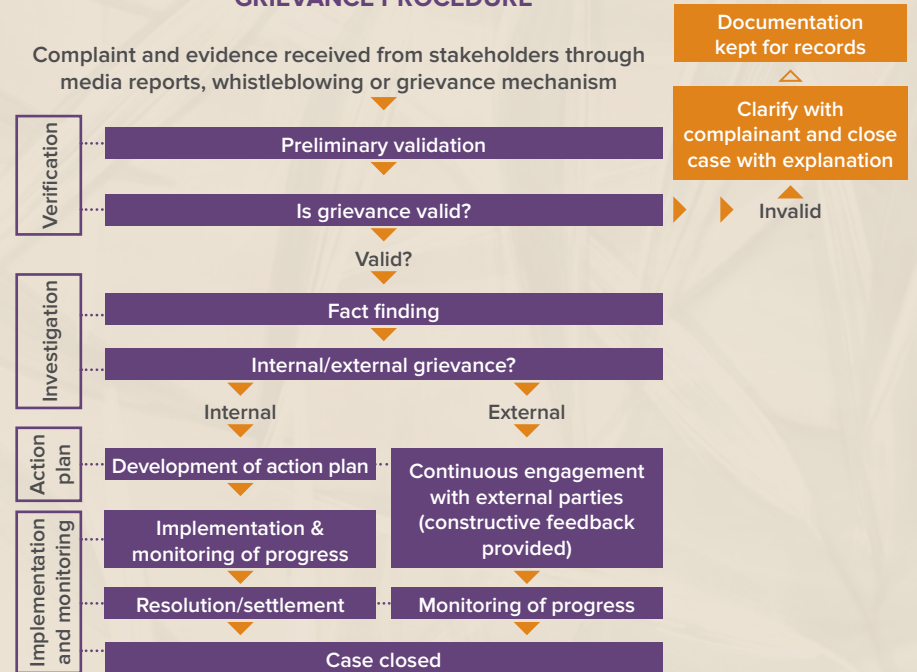 GRIEVANCE PROCEDURE
Complaint and evidence received from stakeholders through
media reports, whistleblowing or grievance mechanism
Documentation
kept for records
Clarify with
complainant and close
case with explanation
Verification
Preliminary validation
Is grievance valid?
Invalid
Valid?
Investigation
Fact finding
Internal/external grievance?
Internal
External
Action
plan
Development of action plan
Continuous engagement
with external parties
(constructive feedback
provided)
Implementation
and monitoring
Implementation &
monitoring of progress
Resolution/settlement
Monitoring of progress
Case closed